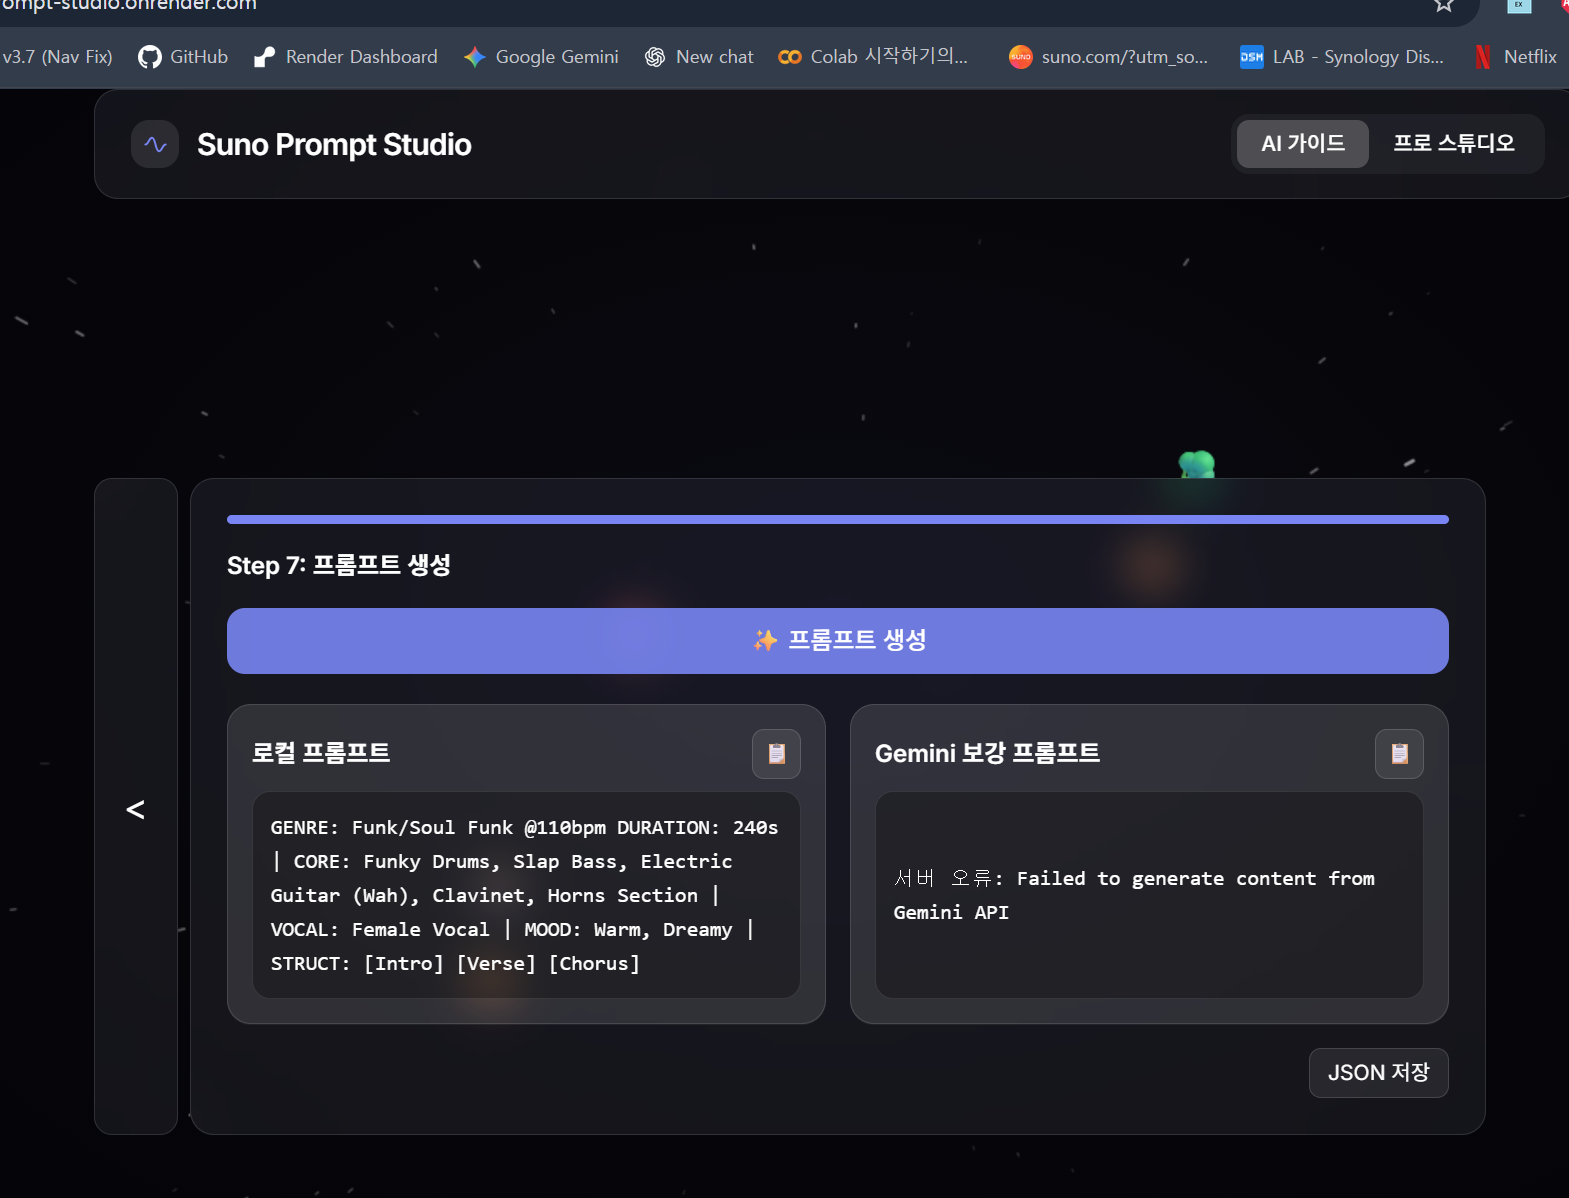 ompt-studio.onrender.com
EX
v3.7 (Nav Fix)
GitHub
Render Dashboard
Google Gemini
New chat
Colab 시작하기의...
SUNO
suno.com/?utm_so...
DSM
LAB - Synology Dis...
Netflix
Suno Prompt Studio
AI 가이드
프로 스튜디오
Step 7: 프롬프트 생성
✨ 프롬프트 생성
<
로컬 프롬프트
GENRE: Funk/Soul Funk @110bpm DURATION: 240s
| CORE: Funky Drums, Slap Bass, Electric
Guitar (Wah), Clavinet, Horns Section |
VOCAL: Female Vocal | MOOD: Warm, Dreamy |
STRUCT: [Intro] [Verse] [Chorus]
Gemini 보강 프롬프트
서버 오류: Failed to generate content from
Gemini API
JSON 저장